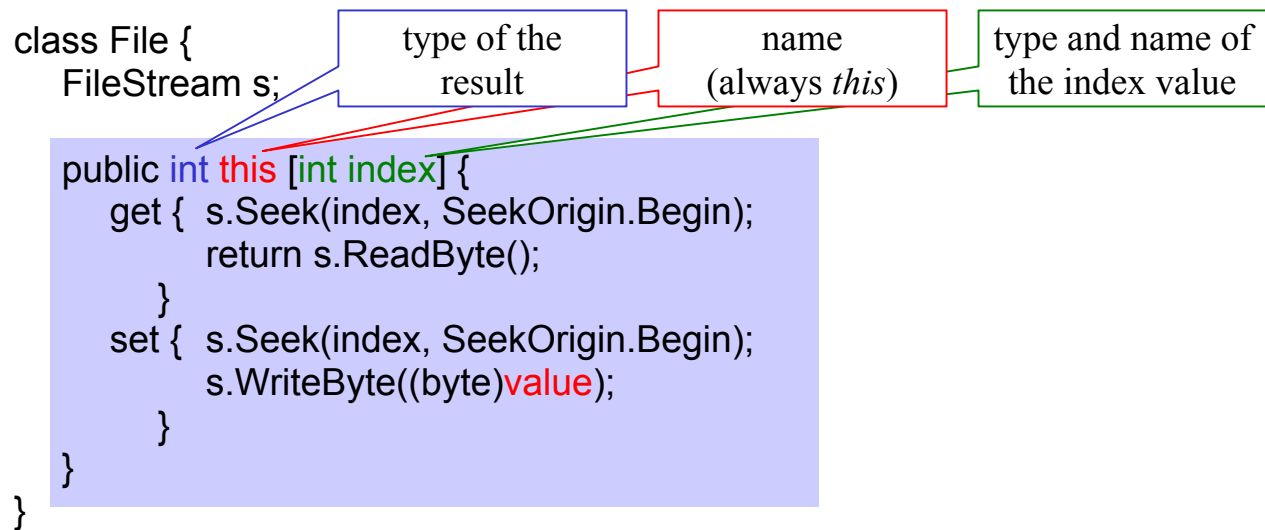 type of the
result
name
(always this)
type and name of
the index value
class File {
FileStream s;
public int this [int index] {
get { s.Seek(index, SeekOrigin.Begin);
return s.ReadByte();
}
set { s.Seek(index, SeekOrigin.Begin);
s.WriteByte((byte)value);
}
}
}